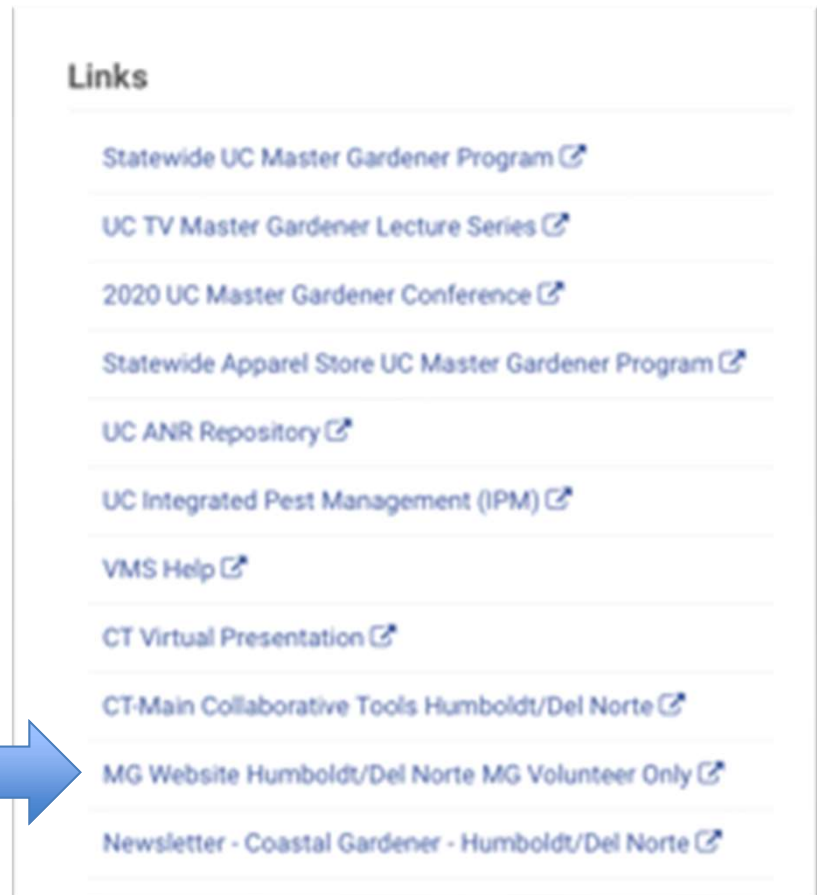 Links
Statewide UC Master Gardener Program
UC TV Master Gardener Lecture Series
2020 UC Master Gardener Conference
Statewide Apparel Store UC Master Gardener Program
UC ANR Repository
UC Integrated Pest Management (IPM)
VMS Help
CT Virtual Presentation
CT-Main Collaborative Tools Humboldt/Del Norte
MG Website Humboldt/Del Norte MG Volunteer Only
Newsletter - Coastal Gardener - Humboldt/Del Norte